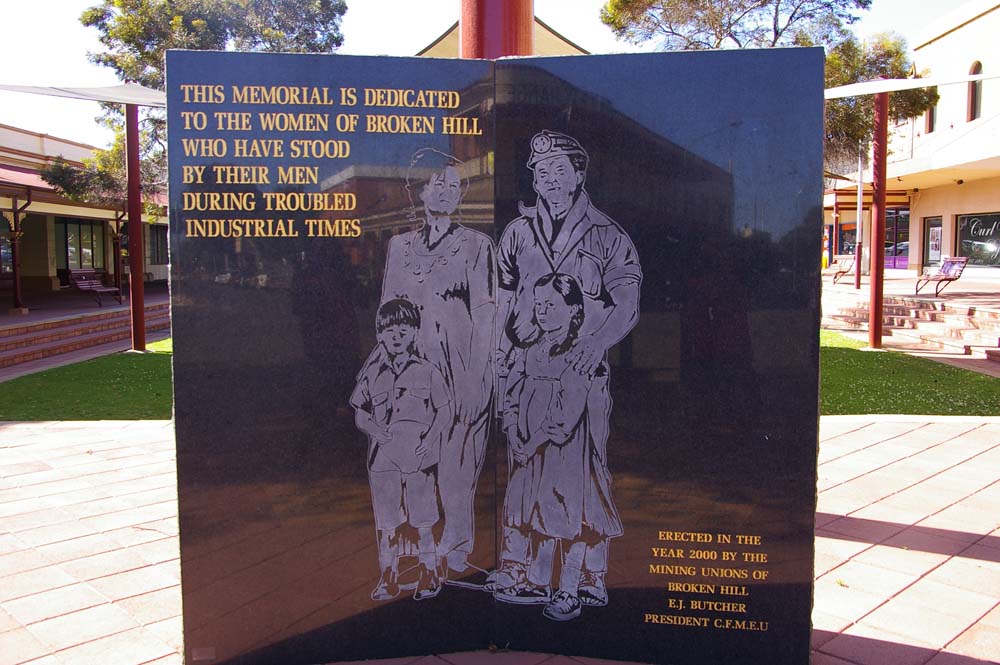 THIS MEMORIAL IS DEDICATED
TO THE WOMEN OF BROKEN HILL
WHO HAVE STOOD
BY THEIR MEN
DURING TROUBLED
INDUSTRIAL TIMES
Curl
ERECTED IN THE
YEAR 2000 BY THE
MINING UNIONS OF
BROKEN HILL
E.J. BUTCHER
PRESIDENT C.F.M.E.U